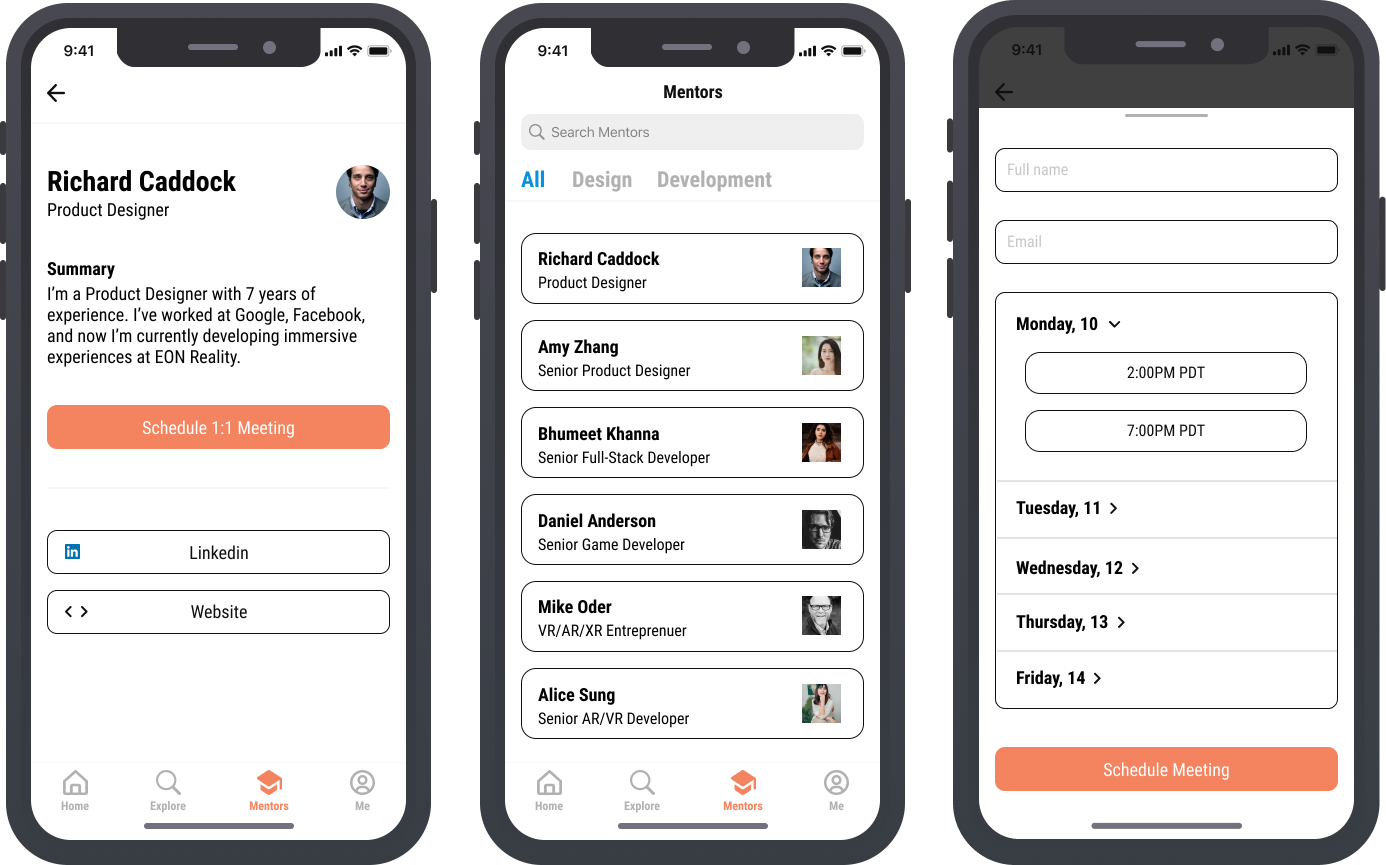 9:41
Richard Caddock
Product Designer
Summary
I'm a Product Designer with 7 years of
experience. I've worked at Google, Facebook,
and now I'm currently developing immersive
experiences at EON Reality.
Schedule 1:1 Meeting
in
Linkedin
Website
Home
Explore
Mentors
Me
9:41
Mentors
Search Mentors
All
Design
Development
Richard Caddock
Product Designer
Amy Zhang
Senior Product Designer
Bhumeet Khanna
Senior Full-Stack Developer
Daniel Anderson
Senior Game Developer
Mike Oder
VR/AR/XR Entreprenuer
Alice Sung
Senior AR/VR Developer
Home
Explore
Mentors
Me
9:41
Full name
Email
Monday, 10
2:00PM PDT
7:00PM PDT
Tuesday, 11
Wednesday, 12
Thursday, 13
Friday, 14
Schedule Meeting